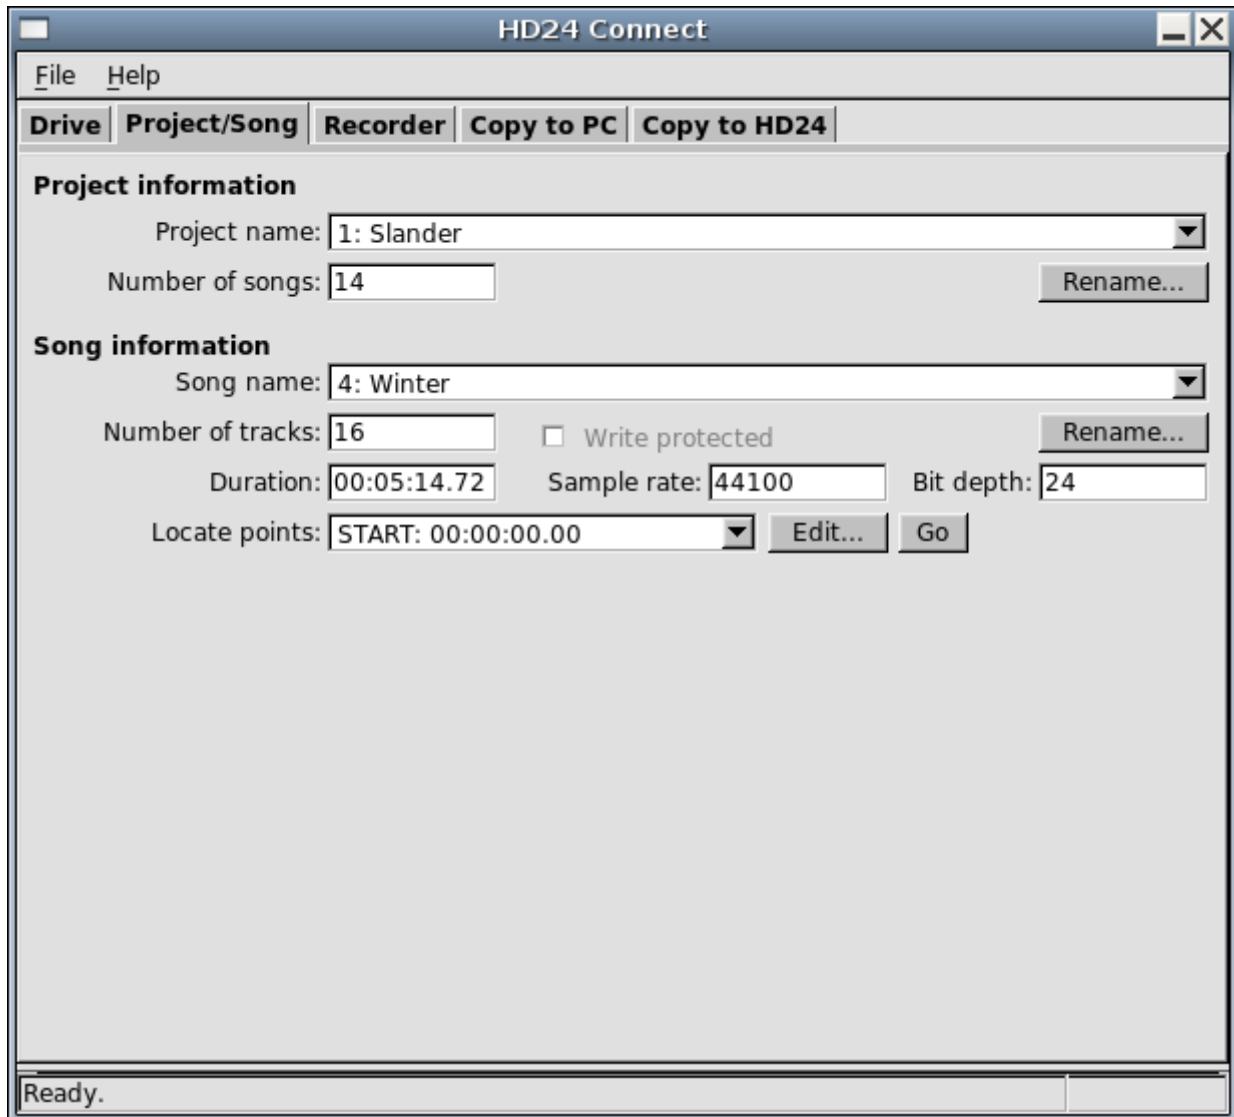 HD24 Connect
File Help
Drive Project/Song Recorder Copy to PC Copy to HD24
Project information
Project name: 1: Slander
Number of songs: 14 Rename...
Song information
Song name: 4: Winter
Number of tracks: 16 Write protected Rename...
Duration: 00:05:14.72 Sample rate: 44100 Bit depth: 24
Locate points: START: 00:00:00.00 Edit... Go
Ready.